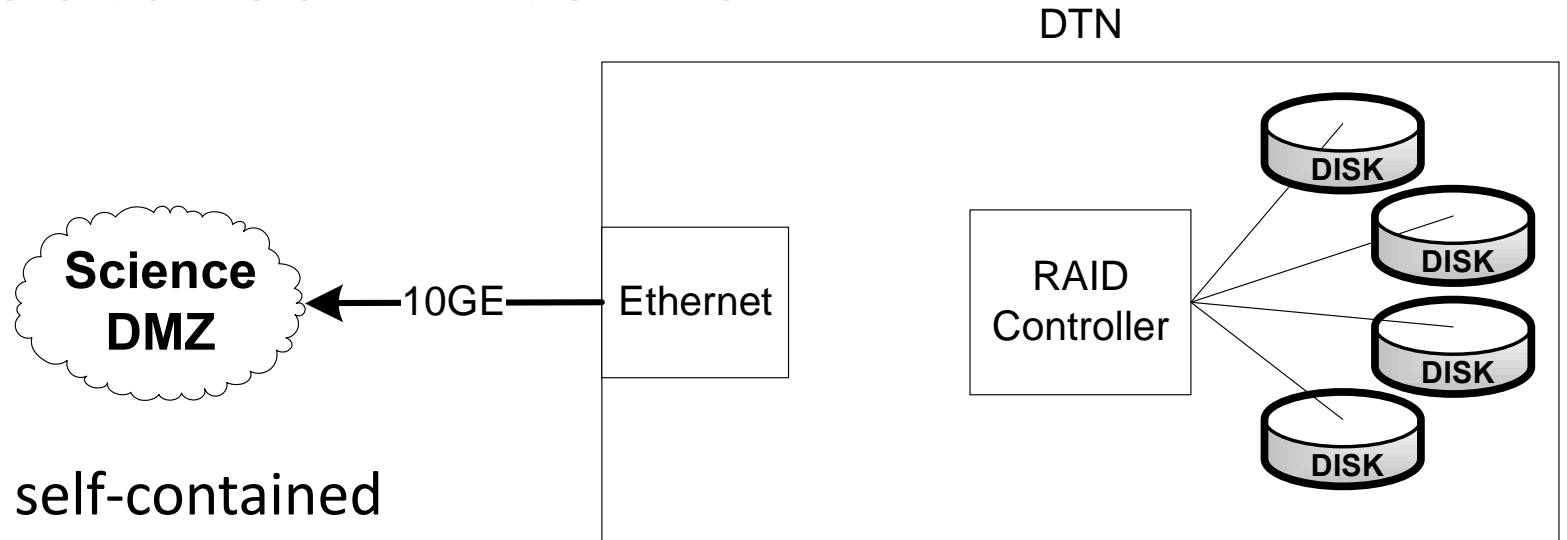 DTN
DISK
DISK
Science
DMZ
10GE
Ethernet
RAID
Controller
DISK
DISK
self-contained